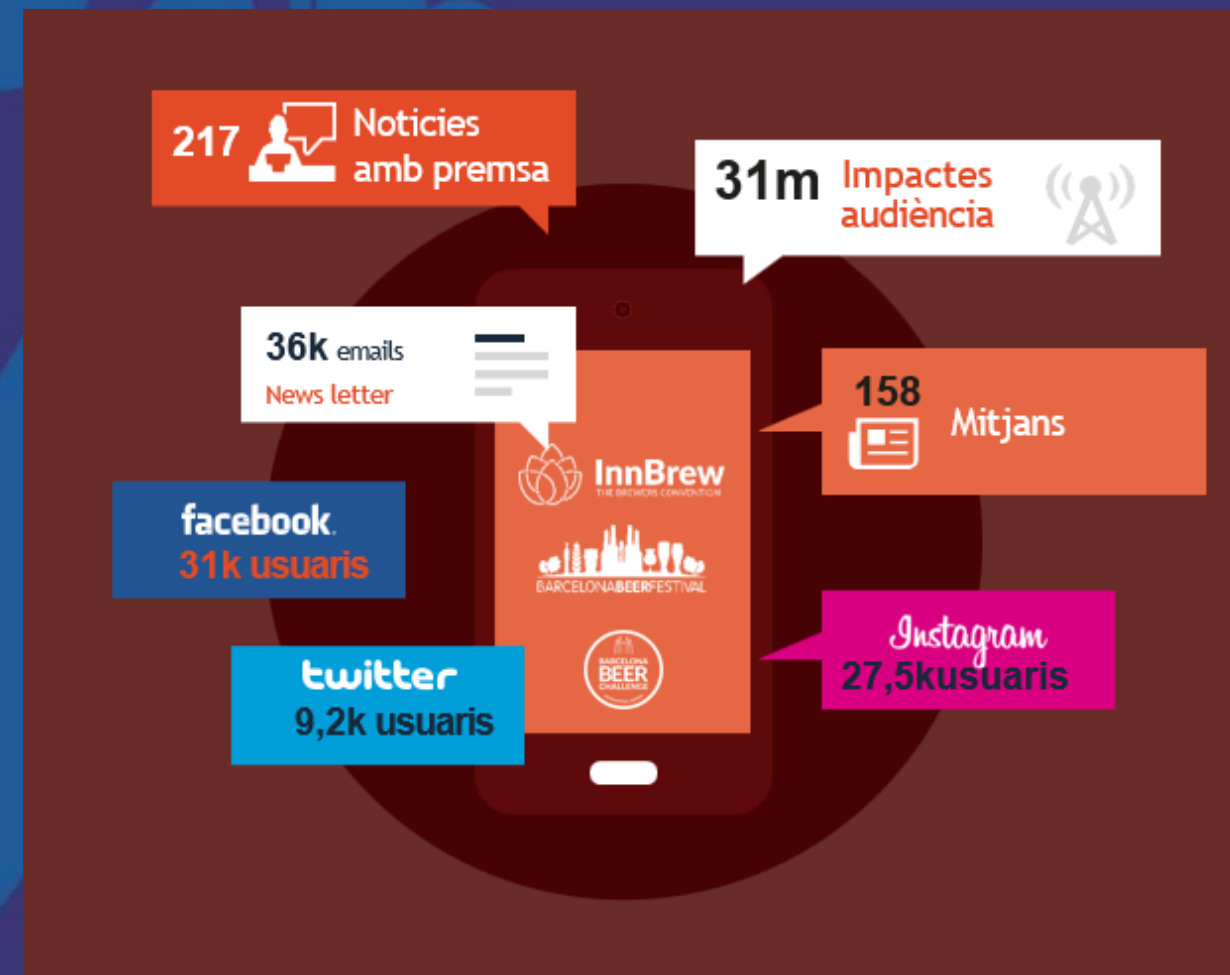 217
Noticies
amb premsa
31m
Impactes
audiència
36k emails
News letter
158
Mitjans
InnBrew
THE BREWERS CONVENTION
facebook.
31k usuaris
BARCELONABEERFESTIVAL
Instagram
27,5kusuaris
twitter
9,2k usuaris
BARCELONA
BEER
CHALLENGE